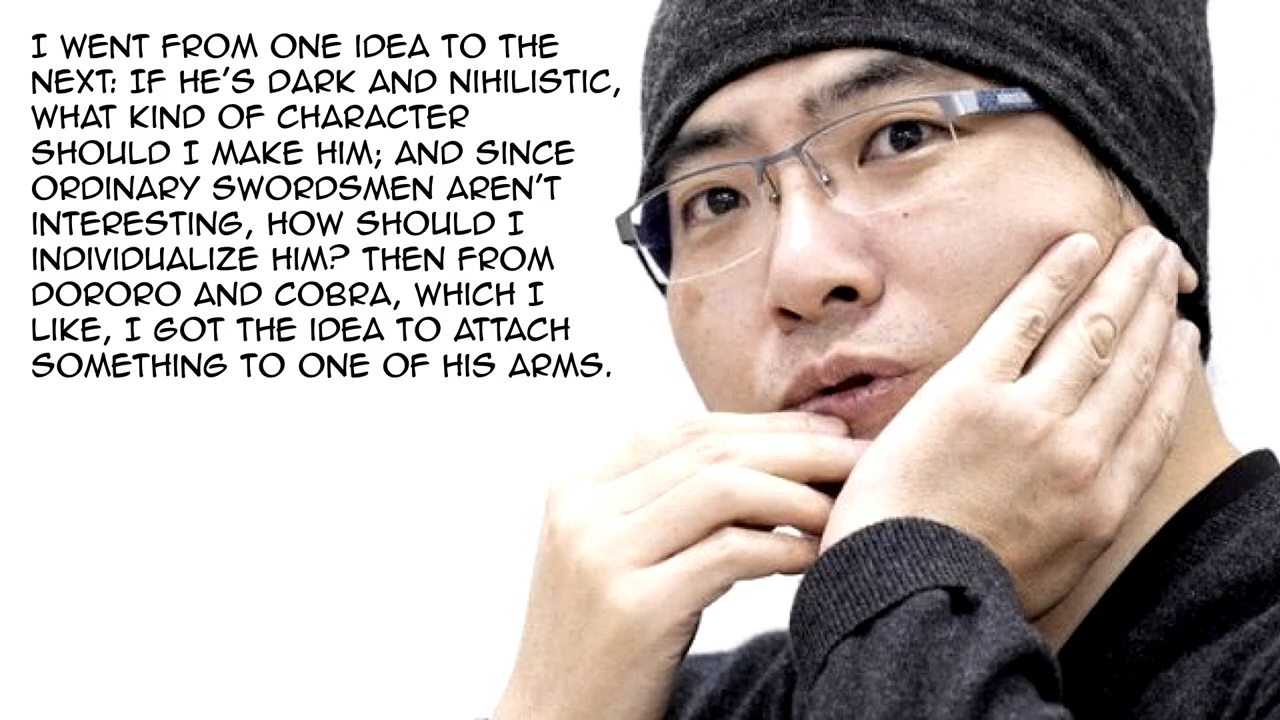 I WENT FROM ONE IDEA TO THE
NEXT: IF HE'S DARK AND NIHILISTIC,
WHAT KIND OF CHARACTER
SHOULD I MAKE HIM; AND SINCE
ORDINARY SWORDSMEN AREN'T
INTERESTING, HOW SHOULD I
INDIVIDUALIZE HIM? THEN FROM
DORORO AND COBRA, WHICH I
LIKE, I GOT THE IDEA TO ATTACH
SOMETHING TO ONE OF HIS ARMS.